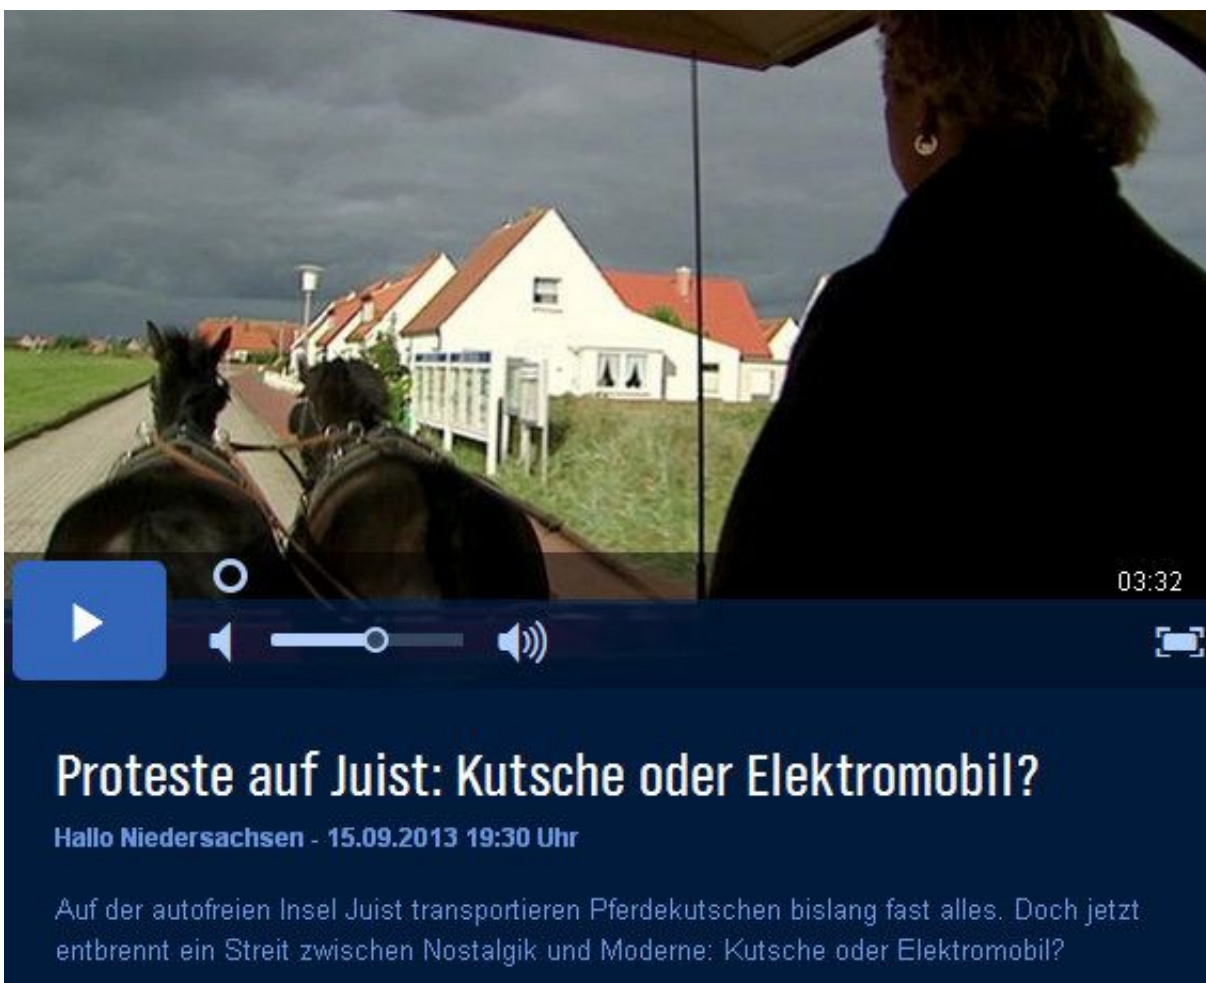 03:32
Proteste auf Juist: Kutsche oder Elektromobil?
Hallo Niedersachsen - 15.09.2013 19:30 Uhr
Auf der autofreien Insel Juist transportieren Pferdekutschen bislang fast alles. Doch jetzt
entbrennt ein Streit zwischen Nostalgik und Moderne: Kutsche oder Elektromobil?